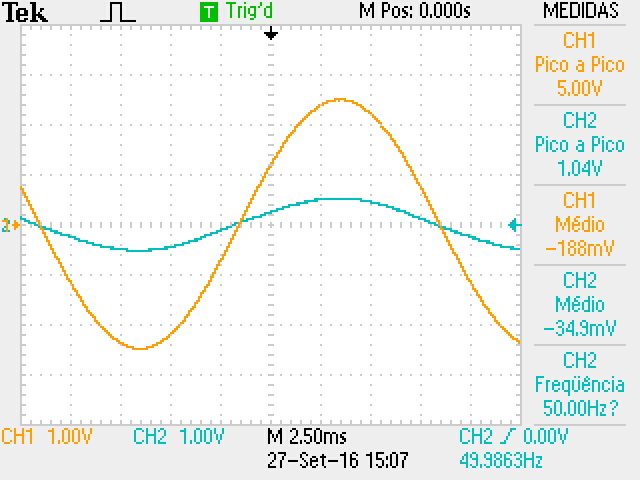 Tek T Trig'd M Pos: 0.000s MEDIDAS
CH1
Pico a Pico
5.00V
CH2
Pico a Pico
1.04V
CH1
Médio
-188mV
CH2
Médio
-34.9mV
CH2
Freqüência
50.00Hz?
2
CH1 1.00V CH2 1.00V M 2.50ms CH2 0.00V
27-Set-16 15:07 49.9863Hz